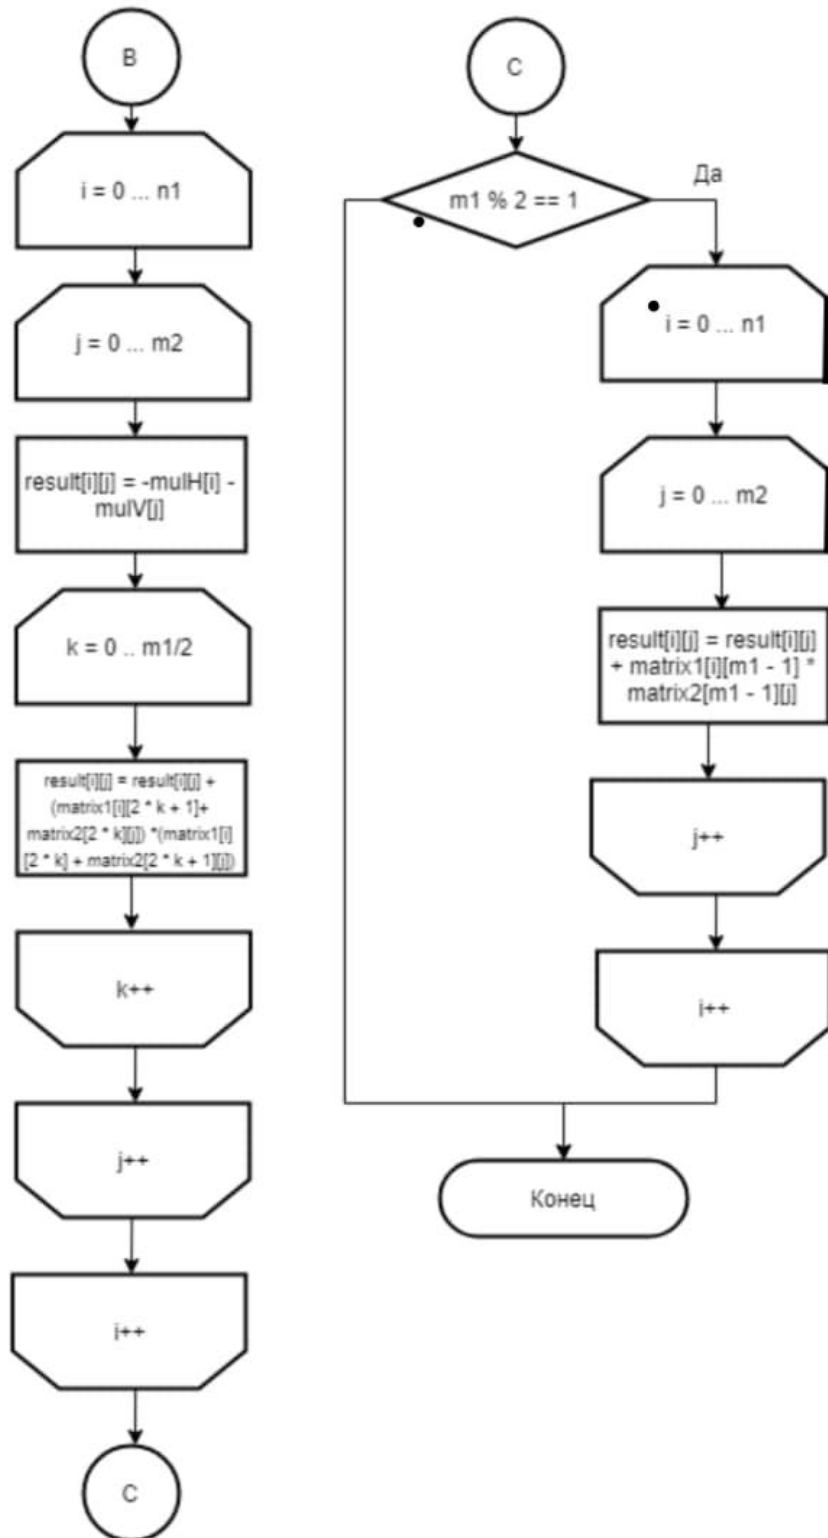 B
i = 0 ... n1
j = 0 ... m2
result[i][j] = -mulH[i] -
mulV[j]
k = 0 .. m1/2
result[i][j] = result[i][j] +
(matrix1[i][2 * k + 1]+
matrix2[2 * k][j]) *(matrix1[i]
[2 * k] + matrix2[2 * k + 1][j])
k++
j++
i++
C
C
m1 % 2 == 1
Да
i = 0 ... n1
j = 0 ... m2
result[i][j] = result[i][j]
+ matrix1[i][m1 - 1] *
matrix2[m1 - 1][j]
j++
i++
Конец